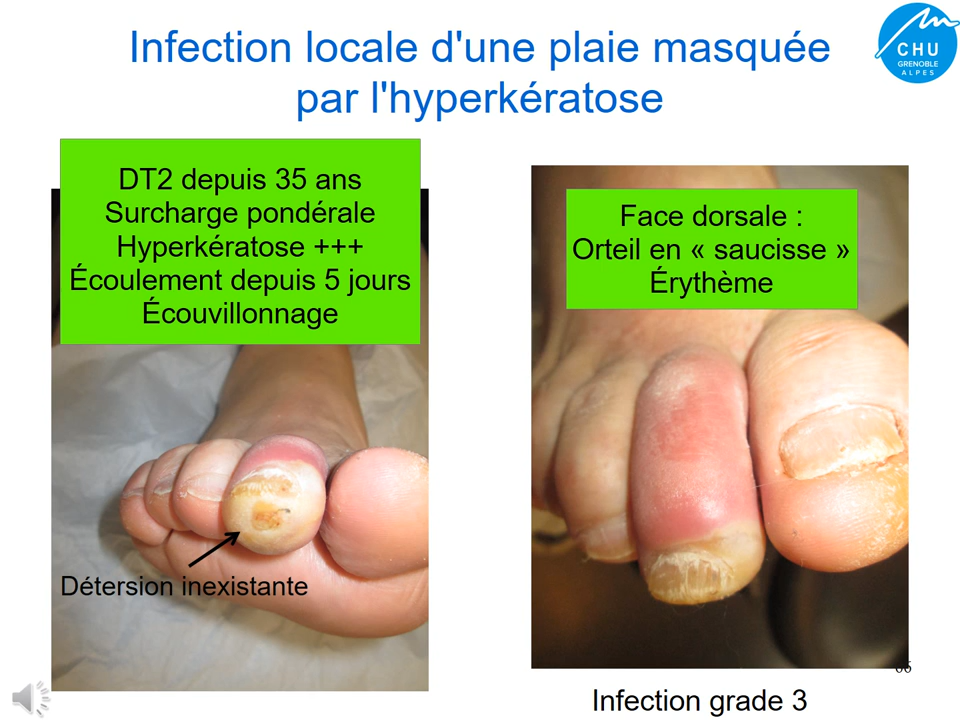 Infection locale d'une plaie masquée
par l'hyperkératose
CHU
GRENOBLE
ALPES
DT2 depuis 35 ans
Surcharge pondérale
Hyperkératose +++
Écoulement depuis 5 jours
Écouvillonnage
Face dorsale :
Orteil en « saucisse »
Érythème
Détersion inexistante
Infection grade 3